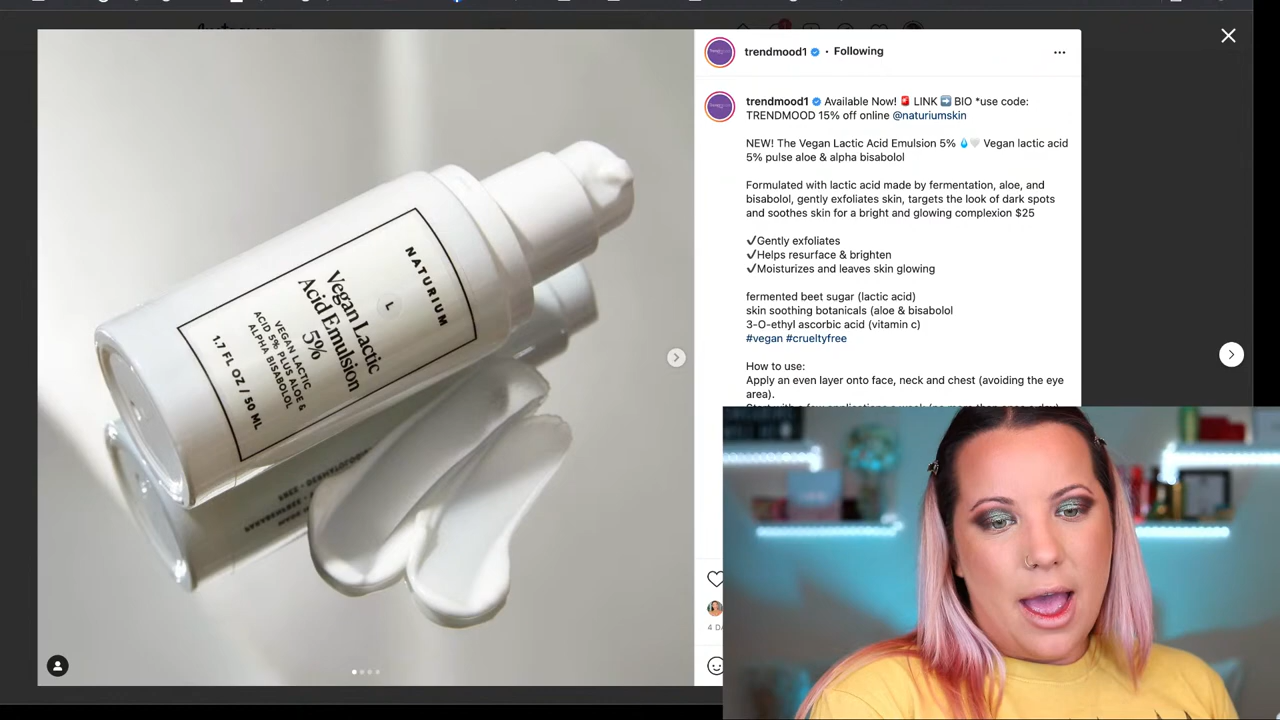 trendmood1 • Following
trendmood1 Available Now! 🚨 LINK ➡️ BIO *use code:
TRENDMOOD 15% off online @naturiumskin
NEW! The Vegan Lactic Acid Emulsion 5% 💧🤍 Vegan lactic acid
5% pulse aloe & alpha bisabolol
Formulated with lactic acid made by fermentation, aloe, and
bisabolol, gently exfoliates skin, targets the look of dark spots
and soothes skin for a bright and glowing complexion $25
✓Gently exfoliates
✓Helps resurface & brighten
✓Moisturizes and leaves skin glowing
fermented beet sugar (lactic acid)
skin soothing botanicals (aloe & bisabolol
3-O-ethyl ascorbic acid (vitamin c)
#vegan #crueltyfree
How to use:
Apply an even layer onto face, neck and chest (avoiding the eye
area).
NATURIUM
L
Vegan Lactic
Acid Emulsion
5%
VEGAN LACTIC
ACID 5% PLUS ALOE &
ALPHA BISABOLOL
1.7 FL OZ / 50 ML